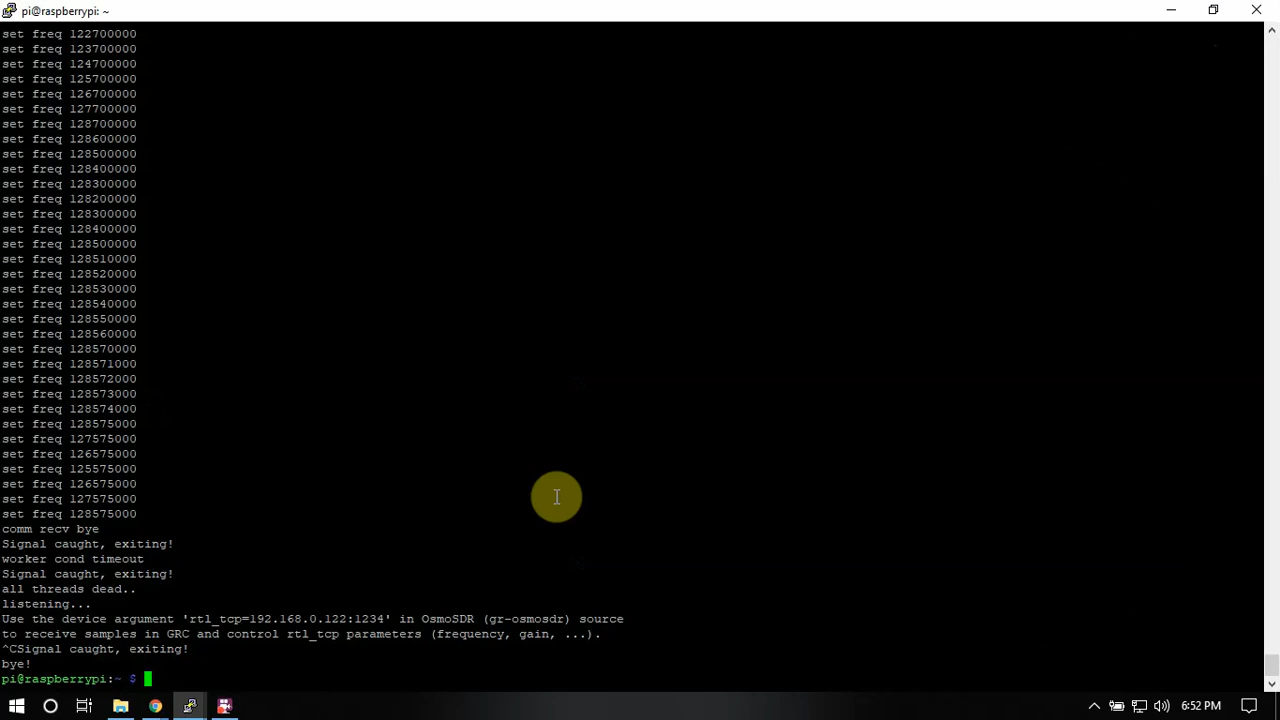 pi@raspberrypi: ~
set freq 122700000
set freq 123700000
set freq 124700000
set freq 125700000
set freq 126700000
set freq 127700000
set freq 128700000
set freq 128600000
set freq 128500000
set freq 128400000
set freq 128300000
set freq 128200000
set freq 128300000
set freq 128400000
set freq 128500000
set freq 128510000
set freq 128520000
set freq 128530000
set freq 128540000
set freq 128550000
set freq 128560000
set freq 128570000
set freq 128571000
set freq 128572000
set freq 128573000
set freq 128574000
set freq 128575000
set freq 127575000
set freq 126575000
set freq 125575000
set freq 126575000
set freq 127575000
set freq 128575000
comm recv bye
Signal caught, exiting!
worker cond timeout
Signal caught, exiting!
all threads dead..
listening...
Use the device argument 'rtl_tcp=192.168.0.122:1234' in OsmoSDR (gr-osmosdr) source
to receive samples in GRC and control rtl_tcp parameters (frequency, gain, ...).
^CSignal caught, exiting!
bye!
pi@raspberrypi:~ $
6:52 PM